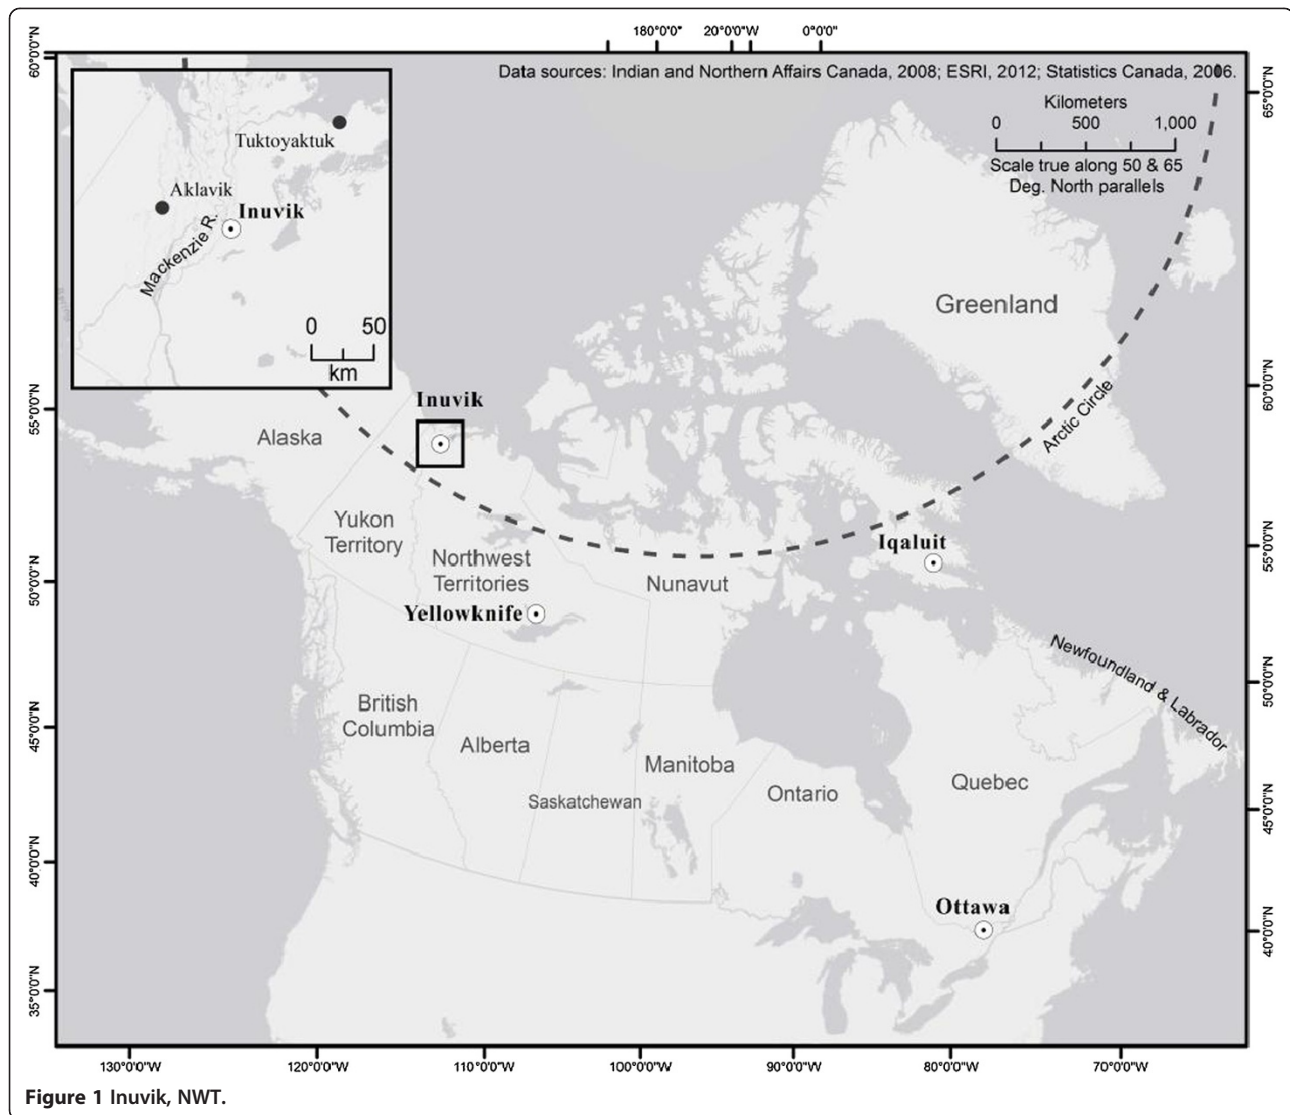 180°0'0" 20°0'0"W 0°0'0"
60°0'0"N
55°0'0"N
50°0'0"N
45°0'0"N
40°0'0"N
35°0'0"N
Data sources: Indian and Northern Affairs Canada, 2008; ESRI, 2012; Statistics Canada, 2006.
Kilometers
0 500 1,000
Scale true along 50 & 65
Deg. North parallels
Tuktoyaktuk
Aklavik
Inuvik
Mackenzie R.
0 50
km
Greenland
Arctic Circle
Inuvik
Alaska
Yukon
Territory
Northwest
Territories
Yellowknife
Nunavut
Iqaluit
Newfoundland & Labrador
British
Columbia
Alberta
Saskatchewan
Manitoba
Ontario
Quebec
Ottawa
65°0'0"N
60°0'0"N
55°0'0"N
50°0'0"N
45°0'0"N
40°0'0"N
130°0'0"W 120°0'0"W 110°0'0"W 100°0'0"W 90°0'0"W 80°0'0"W 70°0'0"W
Figure 1 Inuvik, NWT.